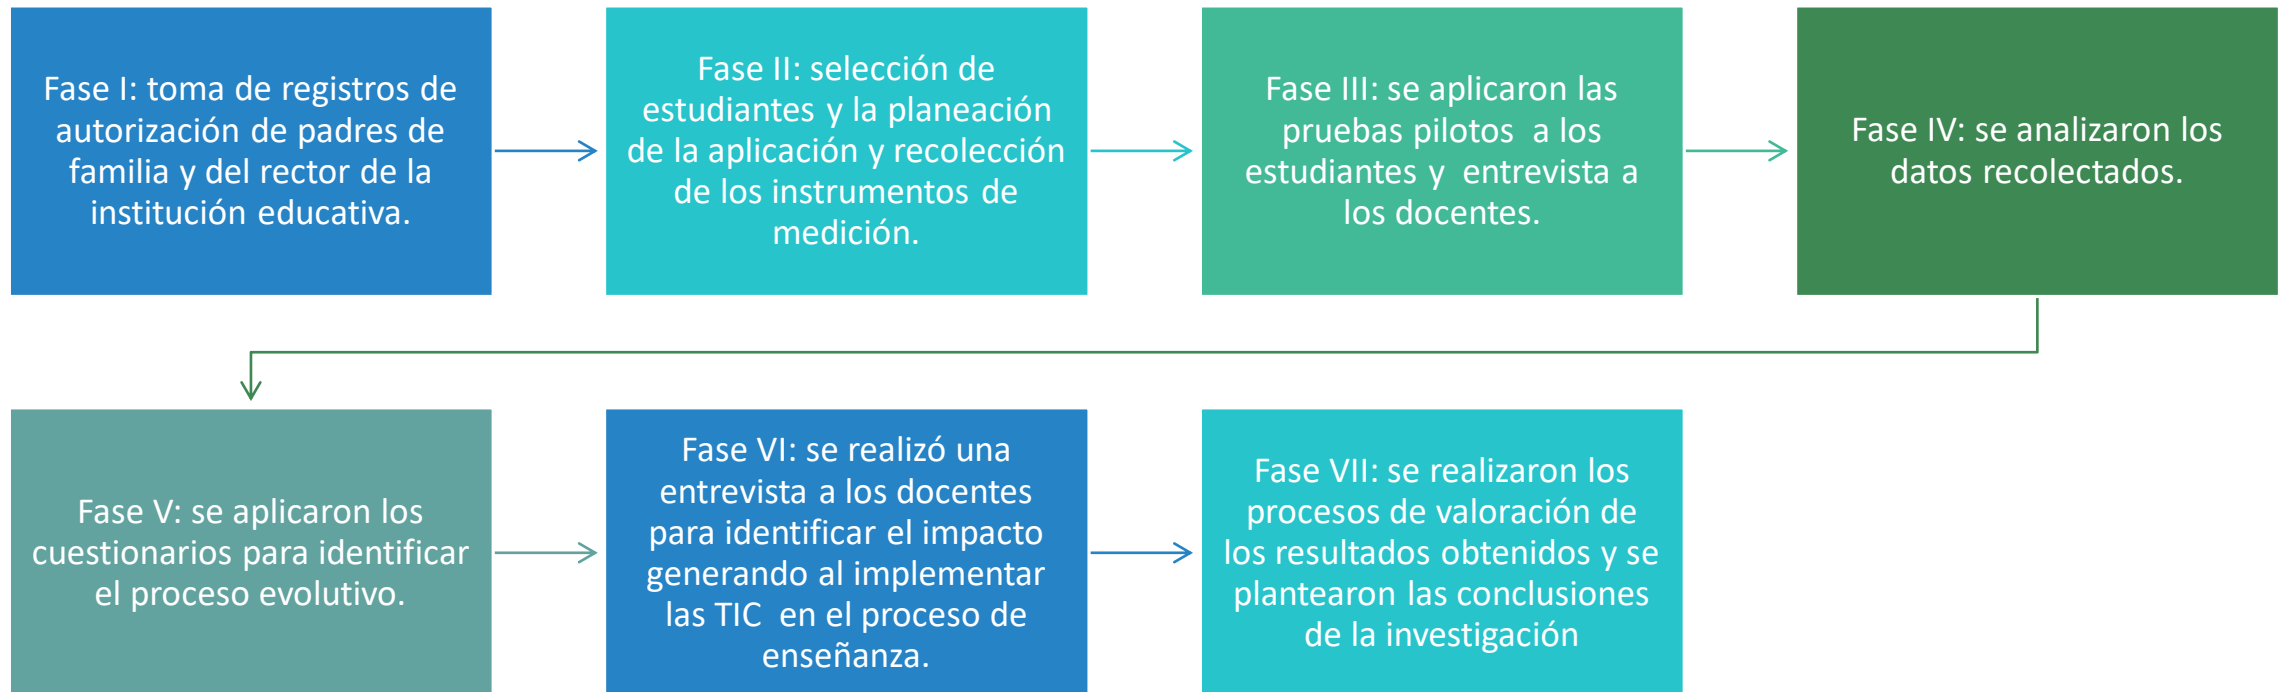 Fase I: toma de registros de
autorización de padres de
familia y del rector de la
institución educativa.
Fase II: selección de
estudiantes y la planeación
de la aplicación y recolección
de los instrumentos de
medición.
Fase III: se aplicaron las
pruebas pilotos a los
estudiantes y entrevista a
los docentes.
Fase IV: se analizaron los
datos recolectados.
Fase V: se aplicaron los
cuestionarios para identificar
el proceso evolutivo.
Fase VI: se realizó una
entrevista a los docentes
para identificar el impacto
generando al implementar
las TIC en el proceso de
enseñanza.
Fase VII: se realizaron los
procesos de valoración de
los resultados obtenidos y se
plantearon las conclusiones
de la investigación